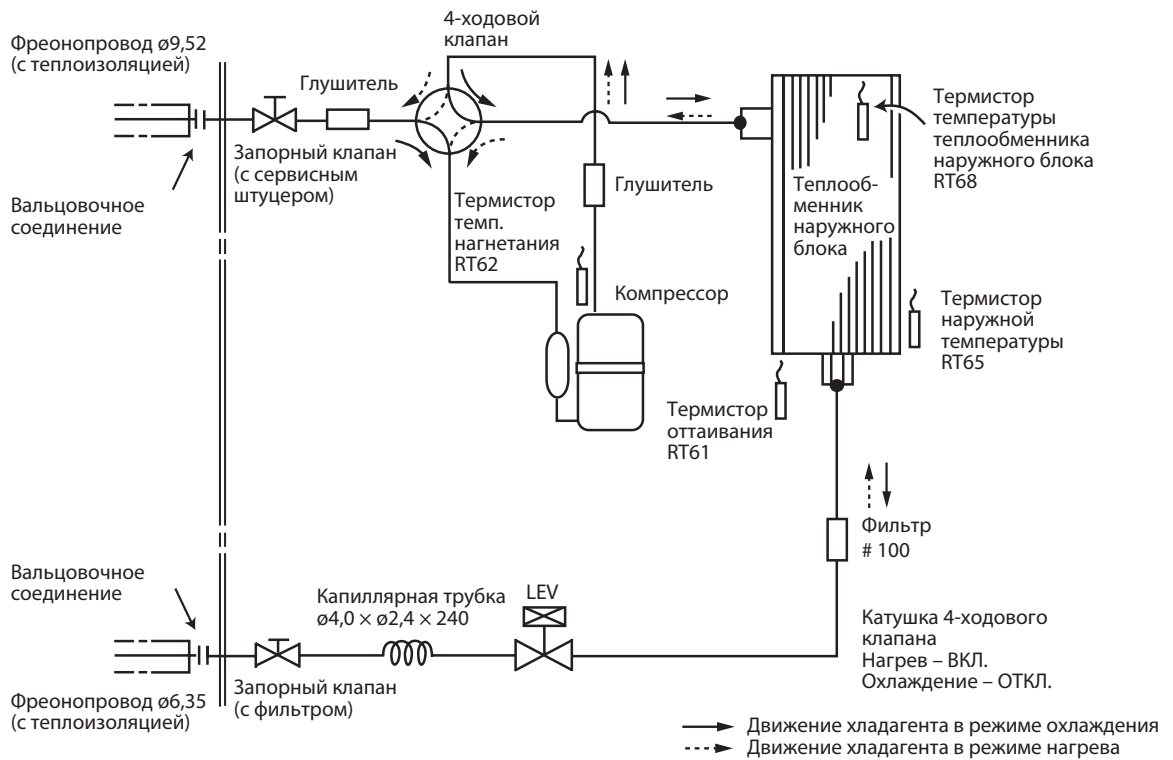 4-ходовой
клапан
Фреонопровод ø9,52
(с теплоизоляцией)
Глушитель
Запорный клапан
(с сервисным
штуцером)
Вальцовочное
соединение
Термистор
темп.
нагнетания
RT62
Глушитель
Компрессор
Теплооб-
менник
наружного
блока
Термистор
температуры
теплообменника
наружного блока
RT68
Термистор
наружной
температуры
RT65
Термистор
оттаивания
RT61
Фильтр
# 100
Вальцовочное
соединение
Капиллярная трубка
ø4,0 × ø2,4 × 240
LEV
Фреонопровод ø6,35
(с теплоизоляцией)
Запорный клапан
(с фильтром)
Катушка 4-ходового
клапана
Нагрев – ВКЛ.
Охлаждение – ОТКЛ.
Движение хладагента в режиме охлаждения
Движение хладагента в режиме нагрева